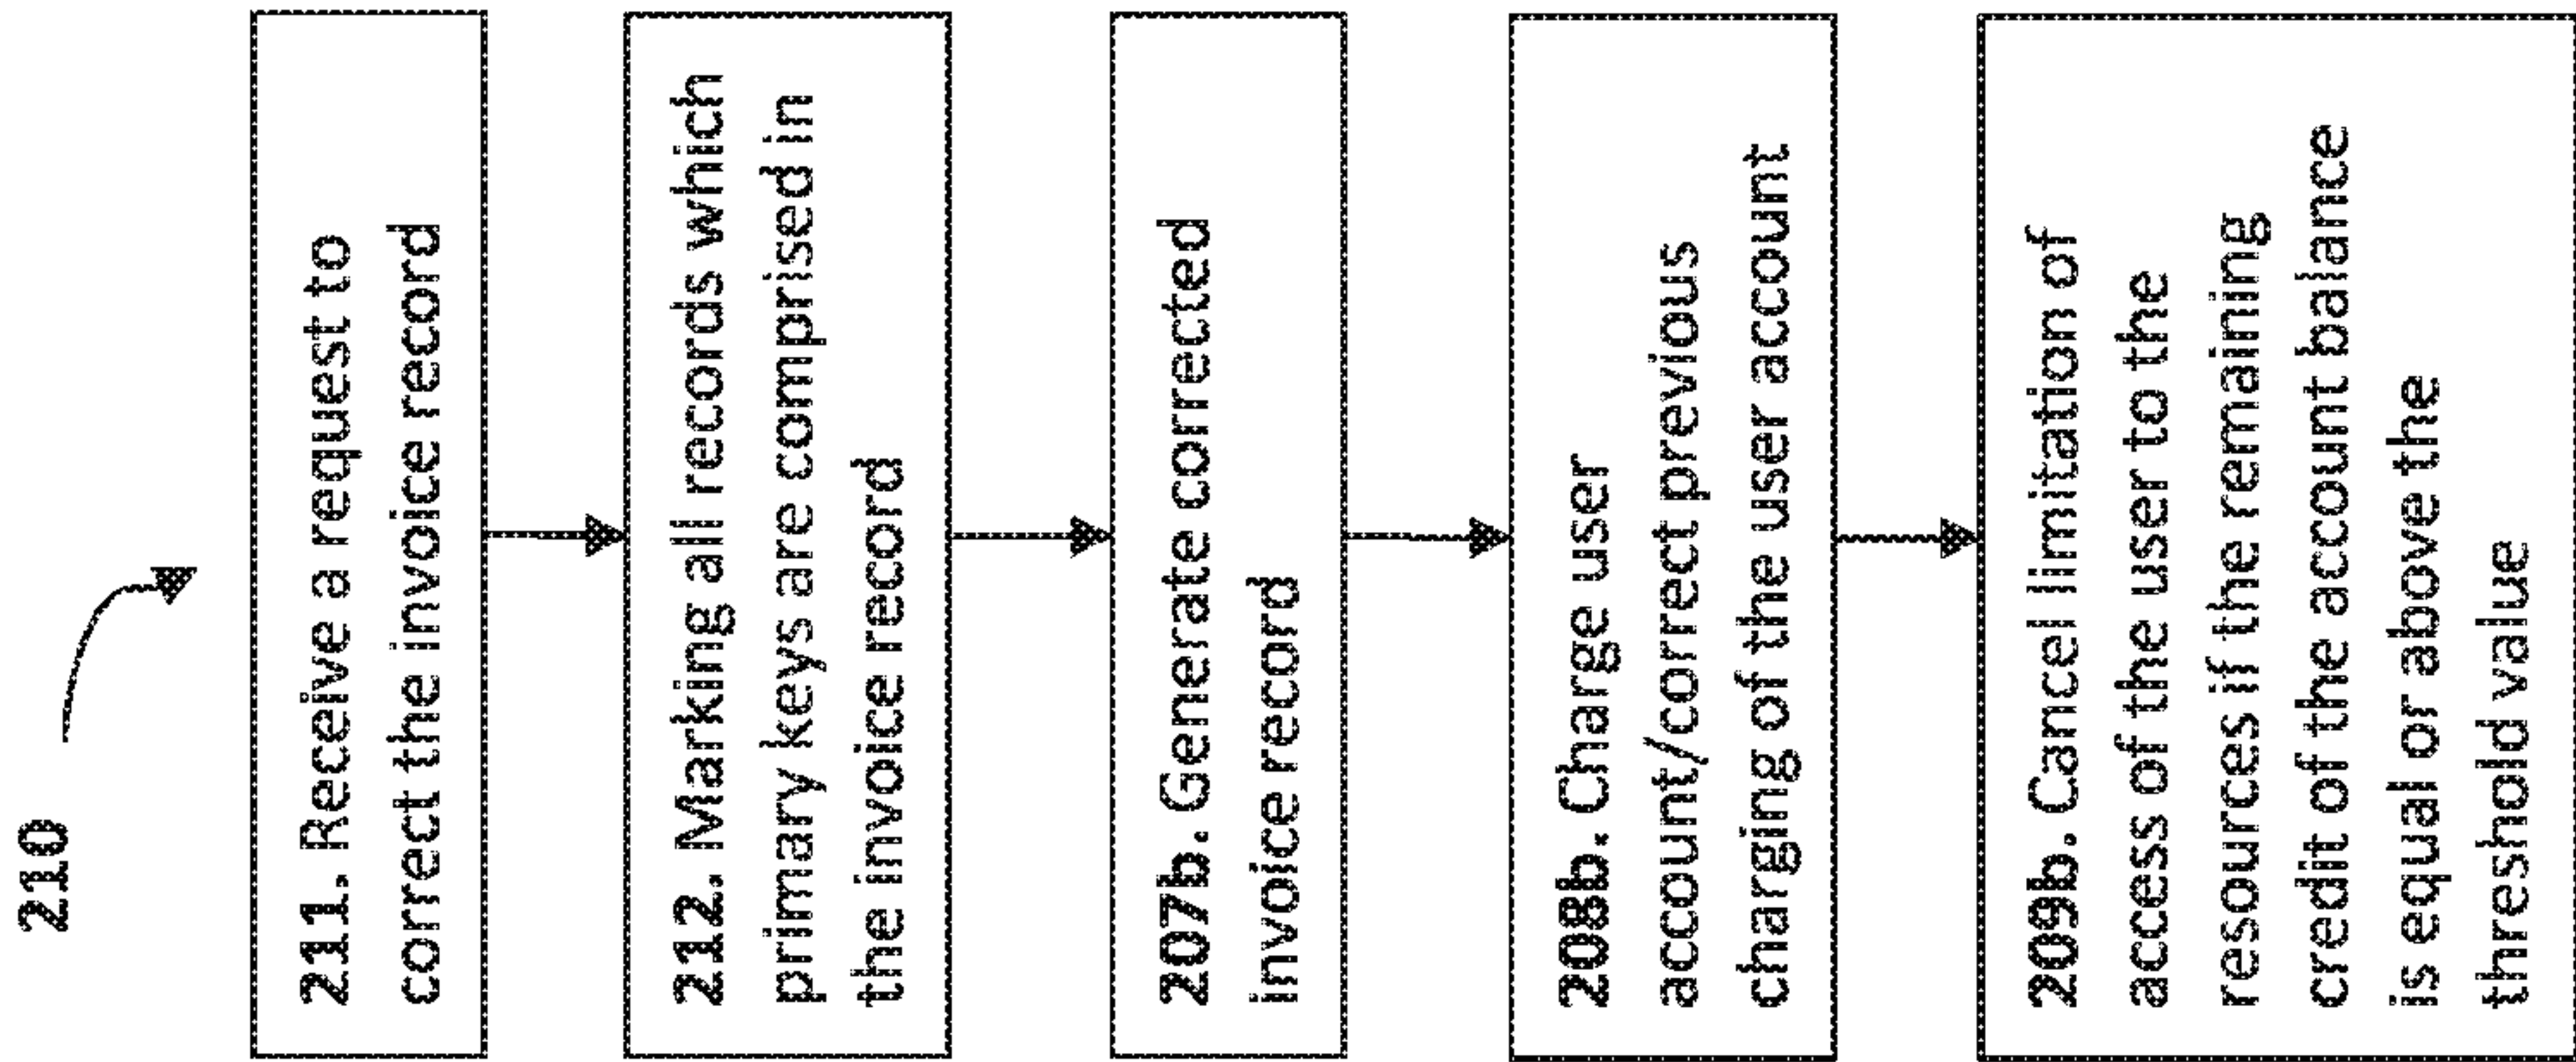 210
211. Receive a request to
correct the invoice record
212. Marking all records which
primary keys are comprised in
the invoice record
207b. Generate corrected
invoice record
208b. Charge user
account/correct previous
charging of the user account
209b. Cancel limitation of
access of the user to the
resources if the remaining
credit of the account balance
is equal or above the
threshold value